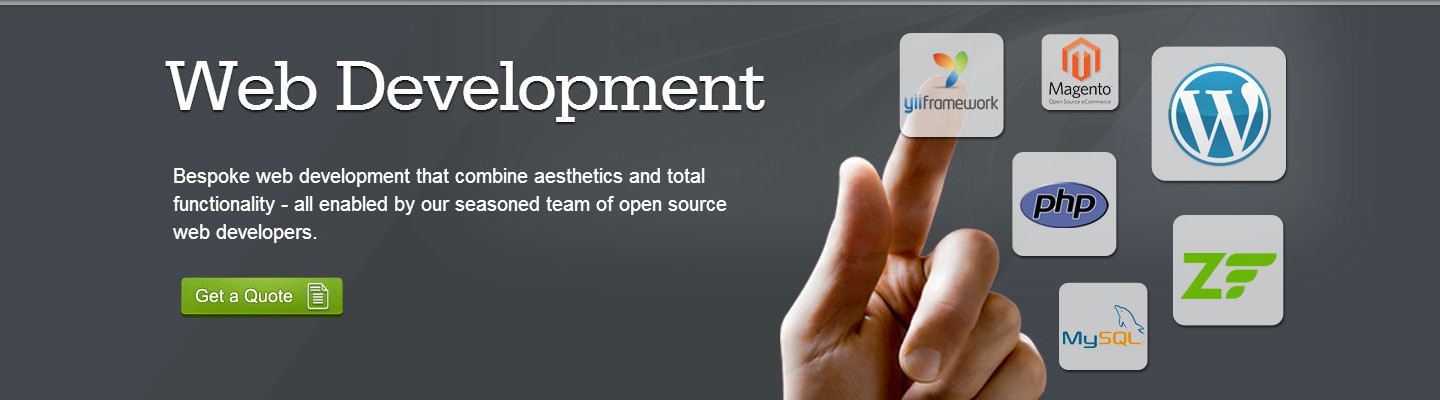 Web Development
Bespoke web development that combine aesthetics and total
functionality - all enabled by our seasoned team of open source
web developers.
Get a Quote
yiiframework
Magento
Open Source eCommerce
W
php
ZF
MySQL